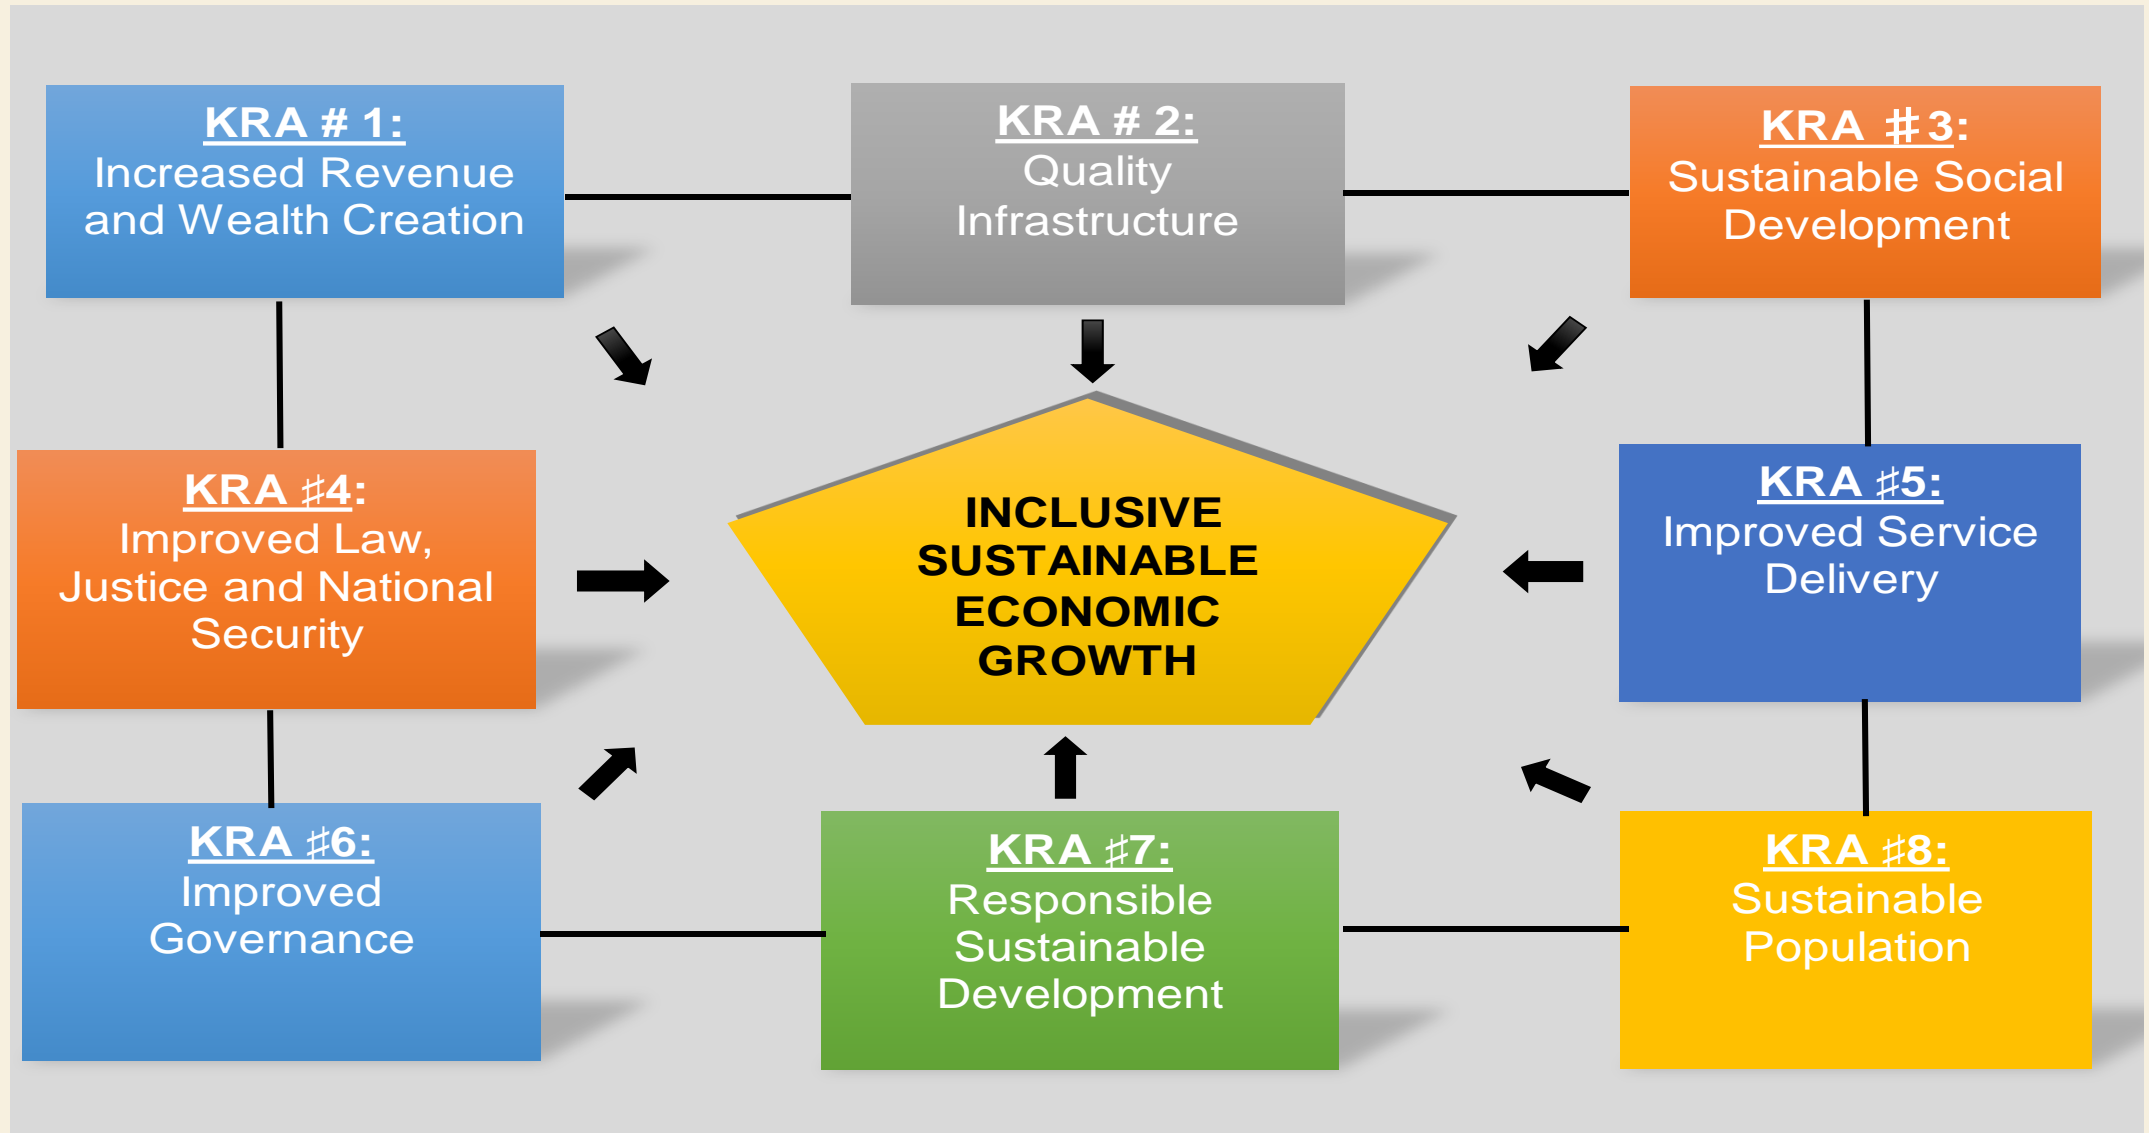 KRA # 1:
Increased Revenue
and Wealth Creation
KRA # 2:
Quality
Infrastructure
KRA #3:
Sustainable Social
Development
KRA ♯4:
Improved Law,
Justice and National
Security
INCLUSIVE
SUSTAINABLE
ECONOMIC
GROWTH
KRA ♯5:
Improved Service
Delivery
KRA ♯6:
Improved
Governance
KRA ♯7:
Responsible
Sustainable
Development
KRA ♯8:
Sustainable
Population